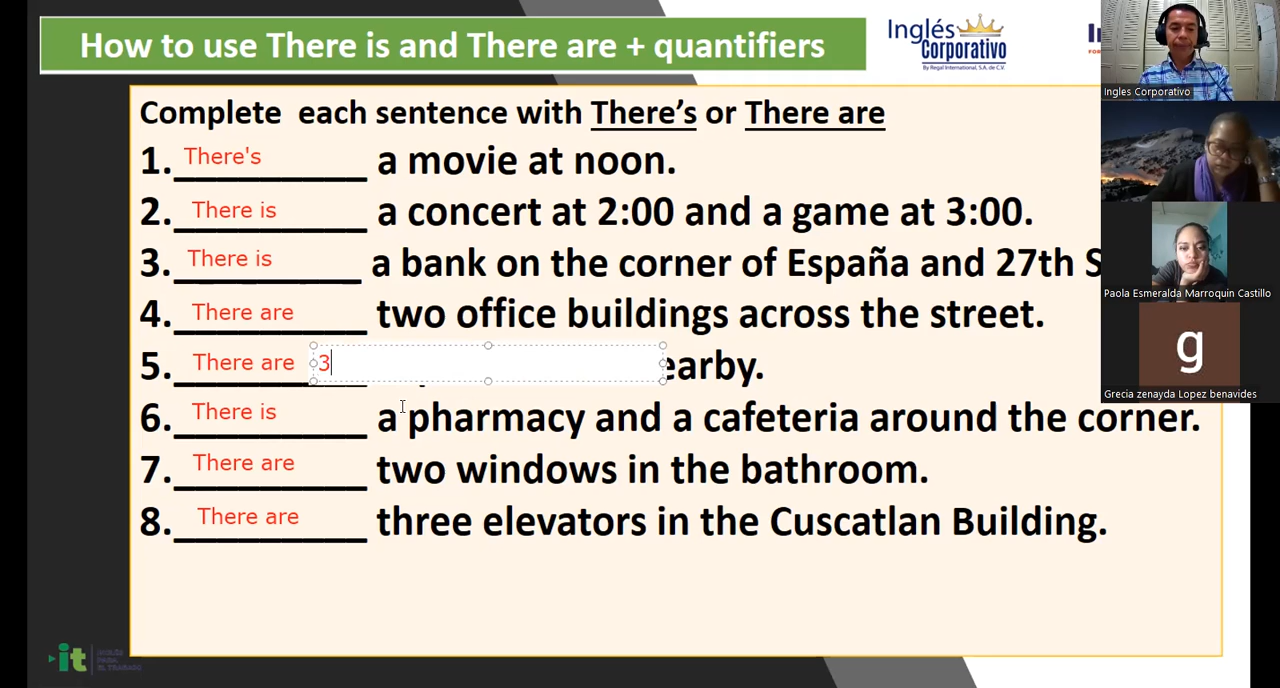 How to use There is and There are + quantifiers
Inglés
Corporativo
By Regal International, S.A. de C.V.
Ingles Corporativo
Complete each sentence with There's or There are
1. There's a movie at noon.
2. There is a concert at 2:00 and a game at 3:00.
3. There is a bank on the corner of España and 27th S
Paola Esmeralda Marroquin Castillo
4. There are two office buildings across the street.
5. There are 3 earby.
g
Grecia zenayda Lopez benavides
6. There is a pharmacy and a cafeteria around the corner.
7. There are two windows in the bathroom.
8. There are three elevators in the Cuscatlan Building.
it
INGLÉS
PARA
EL TRABAJO